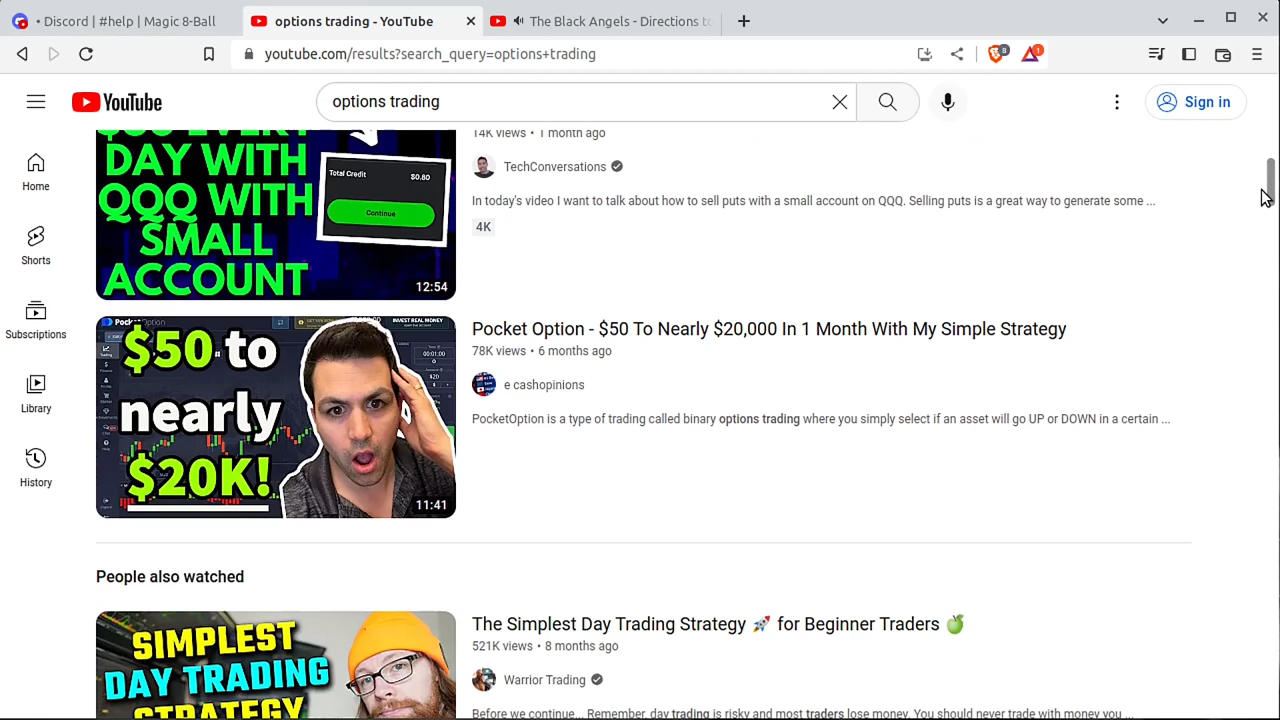 • Discord | #help | Magic 8-Ball
options trading - YouTube
The Black Angels - Directions to
youtube.com/results?search_query=options+trading
8
1
YouTube
options trading
Sign in
Home
Shorts
Subscriptions
Library
History
DAY WITH
QQQ WITH
SMALL
ACCOUNT
Total Credit
$0.80
Continue
12:54
14K views • 1 month ago
TechConversations
In today's video I want to talk about how to sell puts with a small account on QQQ. Selling puts is a great way to generate some ...
4K
$50 to
nearly
$20K!
11:41
Pocket Option - $50 To Nearly $20,000 In 1 Month With My Simple Strategy
78K views • 6 months ago
e cashopinions
PocketOption is a type of trading called binary options trading where you simply select if an asset will go UP or DOWN in a certain ...
People also watched
SIMPLEST
DAY TRADING
STRATEGY
The Simplest Day Trading Strategy 🚀 for Beginner Traders 🍏
521K views • 8 months ago
Warrior Trading
Before we continue... Remember, day trading is risky and most traders lose money. You should never trade with money you ...